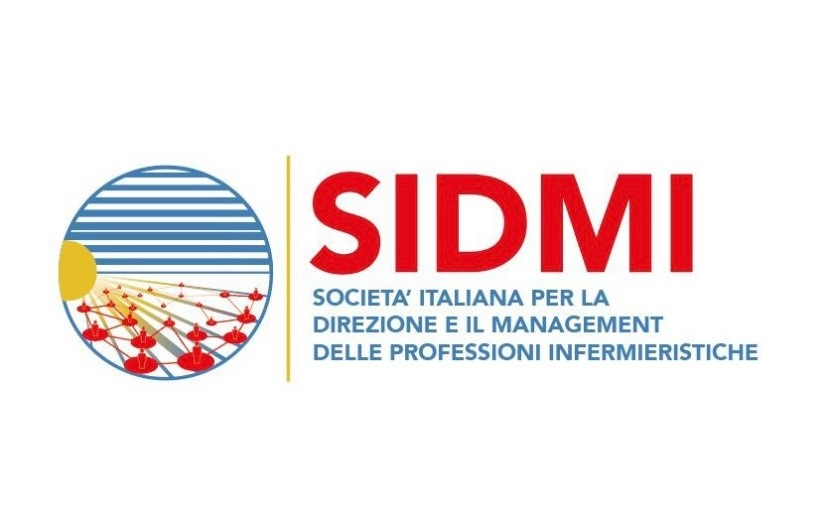 SIDMI
SOCIETA' ITALIANA PER LA
DIREZIONE E IL MANAGEMENT
DELLE PROFESSIONI INFERMIERISTICHE